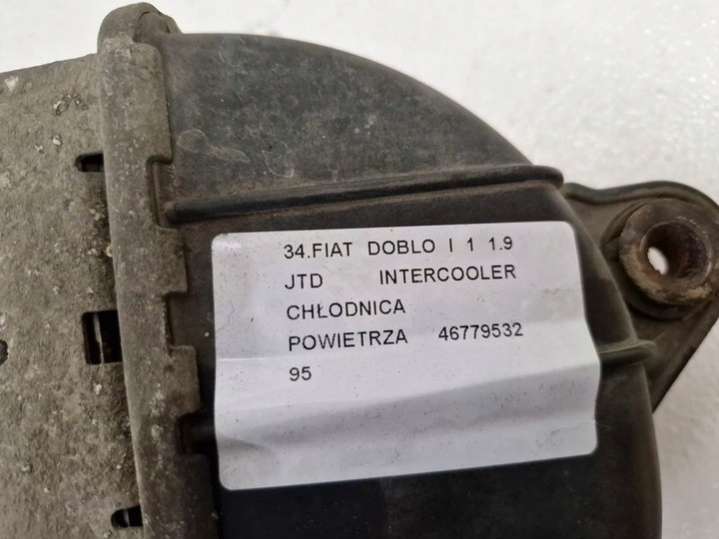 34.FIAT DOBLO I 1 1.9
JTD INTERCOOLER
CHŁODNICA
POWIETRZA 46779532
95